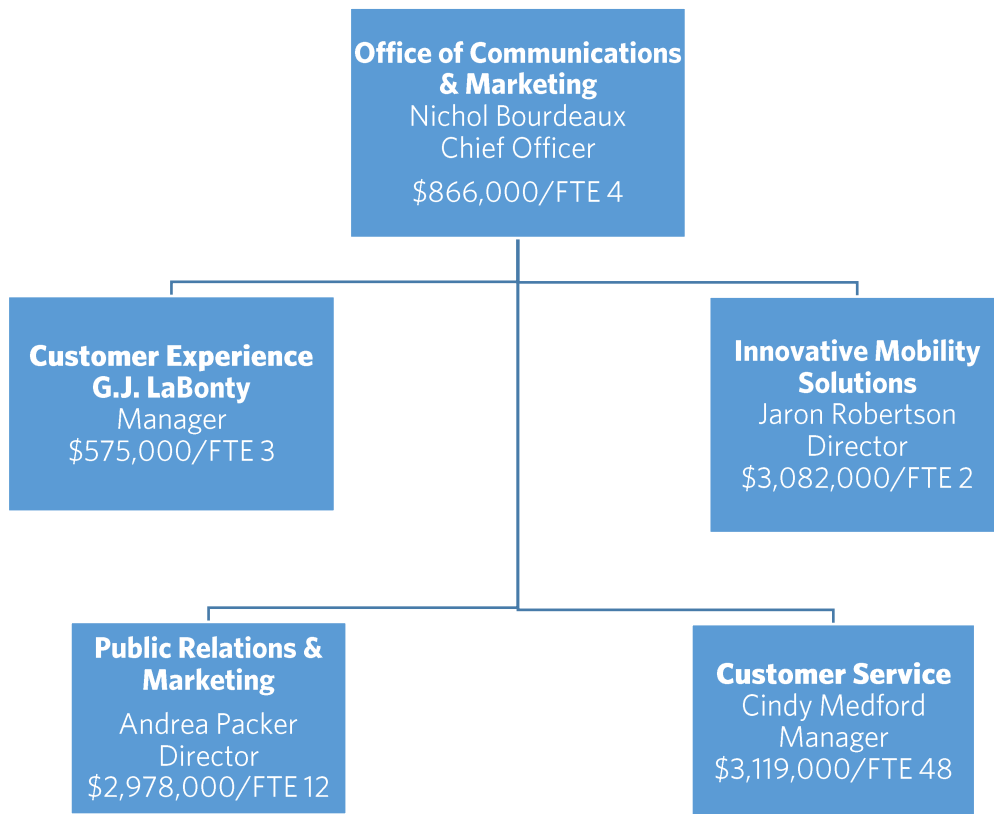 Office of Communications
& Marketing
Nichol Bourdeaux
Chief Officer
$866,000/FTE 4
Customer Experience
G.J. LaBonty
Manager
$575,000/FTE 3
Innovative Mobility
Solutions
Jaron Robertson
Director
$3,082,000/FTE 2
Public Relations &
Marketing
Andrea Packer
Director
$2,978,000/FTE 12
Customer Service
Cindy Medford
Manager
$3,119,000/FTE 48